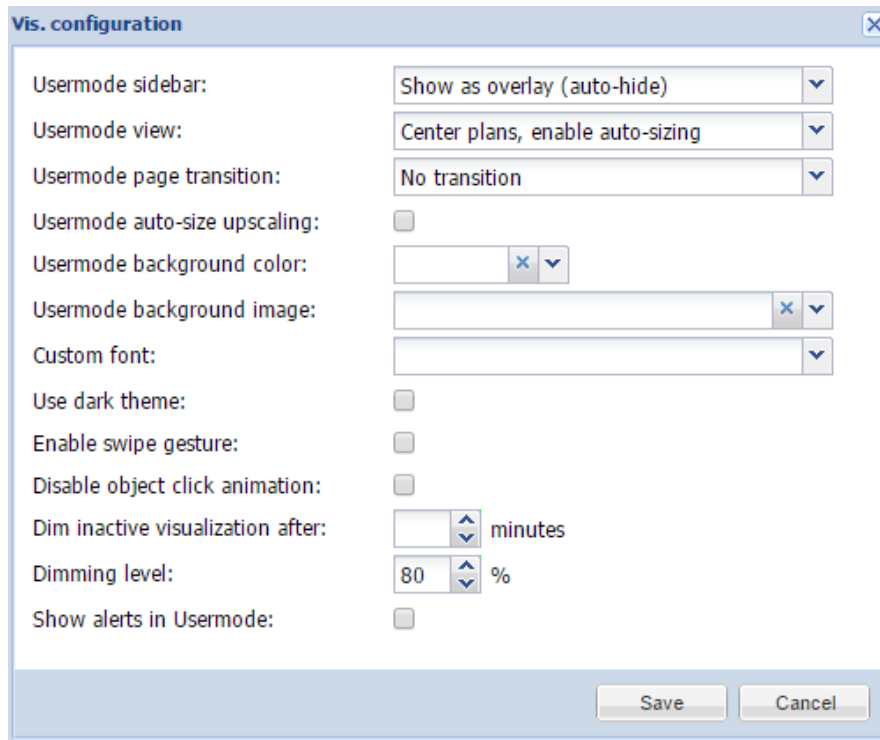 Vis. configuration
Usermode sidebar: Show as overlay (auto-hide)
Usermode view: Center plans, enable auto-sizing
Usermode page transition: No transition
Usermode auto-size upscaling:
Usermode background color:
Usermode background image:
Custom font:
Use dark theme:
Enable swipe gesture:
Disable object click animation:
Dim inactive visualization after: minutes
Dimming level: 80 %
Show alerts in Usermode:
Save Cancel